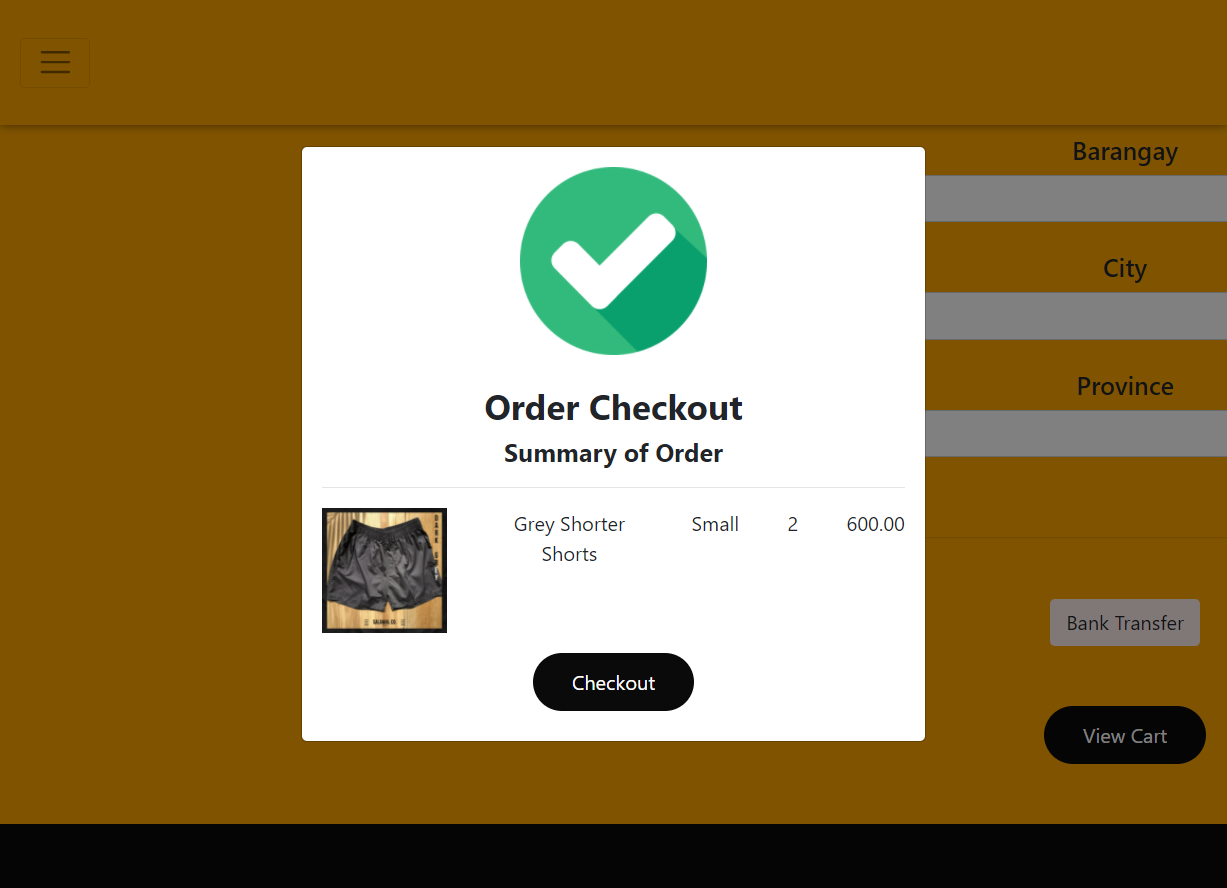 Barangay
City
Province
Order Checkout
Summary of Order
Grey Shorter
Shorts
Small
2
600.00
Checkout
Bank Transfer
View Cart